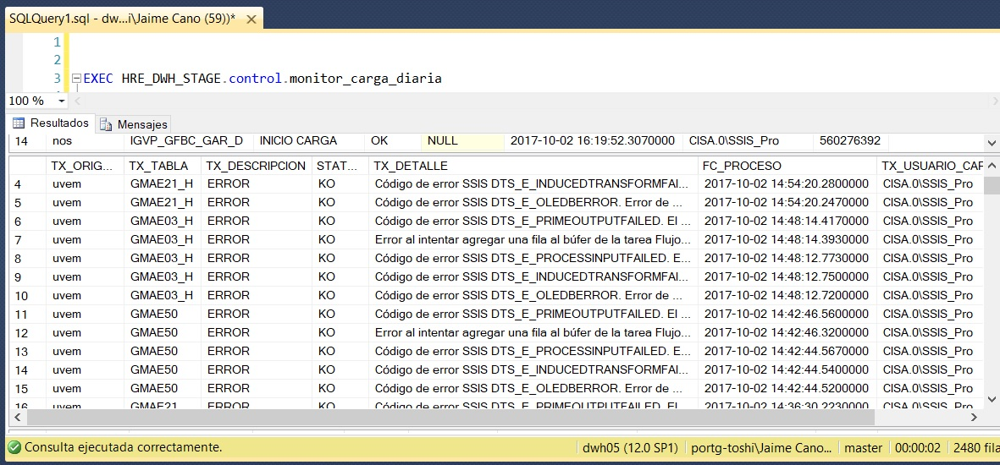 SQLQuery1.sql - dw...i\Jaime Cano (59))*
1
2
3 EXEC HRE_DWH_STAGE.control.monitor_carga_diaria
100 %
Resultados Mensajes
14 nos IGVP_GFBC_GAR_D INICIO CARGA OK NULL 2017-10-02 16:19:52.3070000 CISA.0\SSIS_Pro 560276392
TX_ORIG... TX_TABLA TX_DESCRIPCION STAT... TX_DETALLE FC_PROCESO TX_USUARIO_CAR
4 uvem GMAE21_H ERROR KO Código de error SSIS DTS_E_INDUCEDTRANSFORMFAI... 2017-10-02 14:54:20.2800000 CISA.0\SSIS_Pro
5 uvem GMAE21_H ERROR KO Código de error SSIS DTS_E_OLEDBERROR. Error de ... 2017-10-02 14:54:20.2470000 CISA.0\SSIS_Pro
6 uvem GMAE03_H ERROR KO Código de error SSIS DTS_E_PRIMEOUTPUTFAILED. El ... 2017-10-02 14:48:14.4170000 CISA.0\SSIS_Pro
7 uvem GMAE03_H ERROR KO Error al intentar agregar una fila al búfer de la tarea Flujo... 2017-10-02 14:48:14.3930000 CISA.0\SSIS_Pro
8 uvem GMAE03_H ERROR KO Código de error SSIS DTS_E_PROCESSINPUTFAILED. E... 2017-10-02 14:48:12.7730000 CISA.0\SSIS_Pro
9 uvem GMAE03_H ERROR KO Código de error SSIS DTS_E_INDUCEDTRANSFORMFAI... 2017-10-02 14:48:12.7500000 CISA.0\SSIS_Pro
10 uvem GMAE03_H ERROR KO Código de error SSIS DTS_E_OLEDBERROR. Error de ... 2017-10-02 14:48:12.7200000 CISA.0\SSIS_Pro
11 uvem GMAE50 ERROR KO Código de error SSIS DTS_E_PRIMEOUTPUTFAILED. El ... 2017-10-02 14:42:46.5600000 CISA.0\SSIS_Pro
12 uvem GMAE50 ERROR KO Error al intentar agregar una fila al búfer de la tarea Flujo... 2017-10-02 14:42:46.3200000 CISA.0\SSIS_Pro
13 uvem GMAE50 ERROR KO Código de error SSIS DTS_E_PROCESSINPUTFAILED. E... 2017-10-02 14:42:44.5670000 CISA.0\SSIS_Pro
14 uvem GMAE50 ERROR KO Código de error SSIS DTS_E_INDUCEDTRANSFORMFAI... 2017-10-02 14:42:44.5400000 CISA.0\SSIS_Pro
15 uvem GMAE50 ERROR KO Código de error SSIS DTS_E_OLEDBERROR. Error de ... 2017-10-02 14:42:44.5200000 CISA.0\SSIS_Pro
16 uvem GMAE21 ERROR KO Código de error SSIS DTS_E_PRIMEOUTPUTFAILED. El ... 2017-10-02 14:36:30.2230000 CISA.0\SSIS_Pro
Consulta ejecutada correctamente. dwh05 (12.0 SP1) portg-toshi\Jaime Cano... master 00:00:02 2480 fila